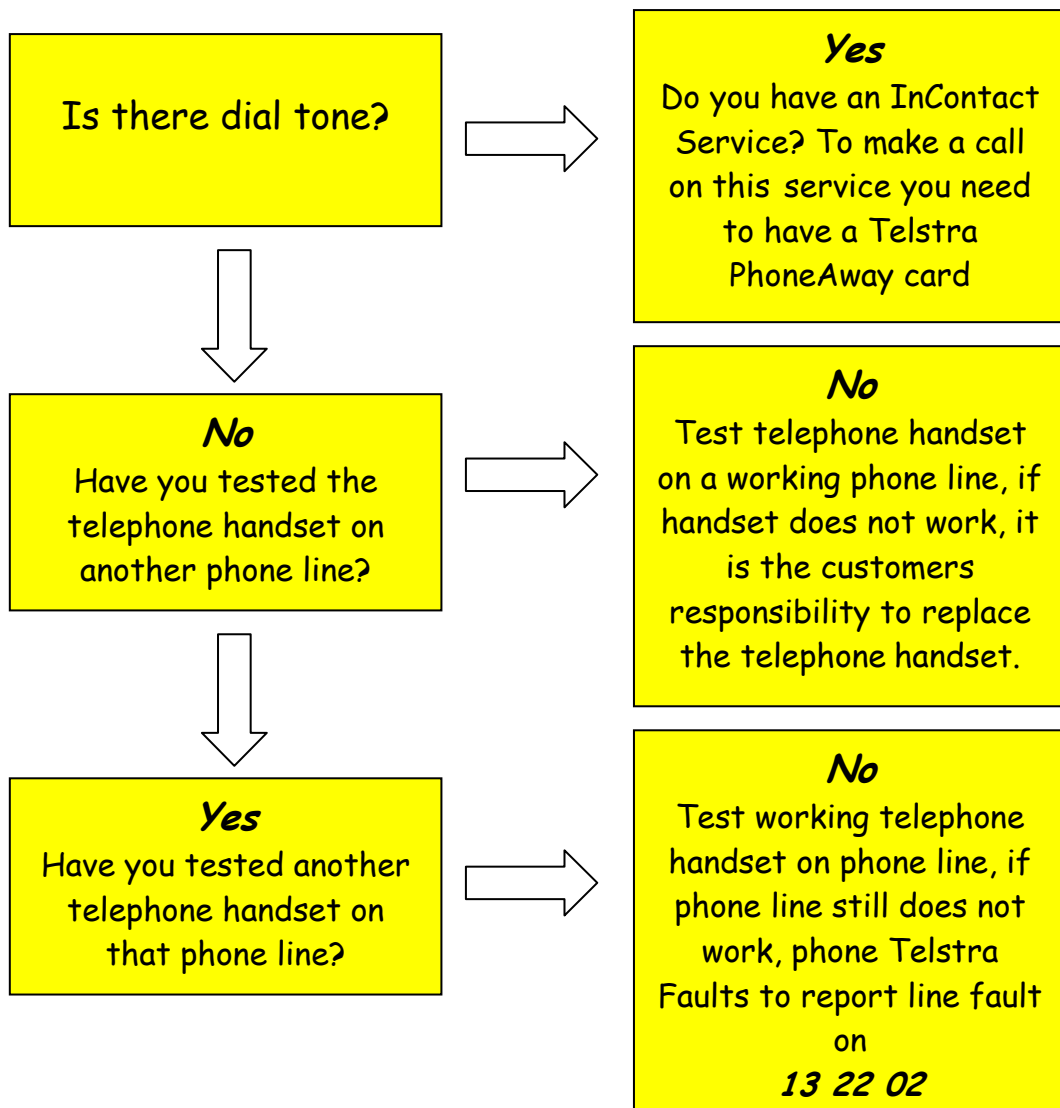 Is there dial tone?
Yes
Do you have an InContact
Service? To make a call
on this service you need
to have a Telstra
PhoneAway card
No
Have you tested the
telephone handset on
another phone line?
No
Test telephone handset
on a working phone line, if
handset does not work, it
is the customers
responsibility to replace
the telephone handset.
Yes
Have you tested another
telephone handset on
that phone line?
No
Test working telephone
handset on phone line, if
phone line still does not
work, phone Telstra
Faults to report line fault
on
13 22 02